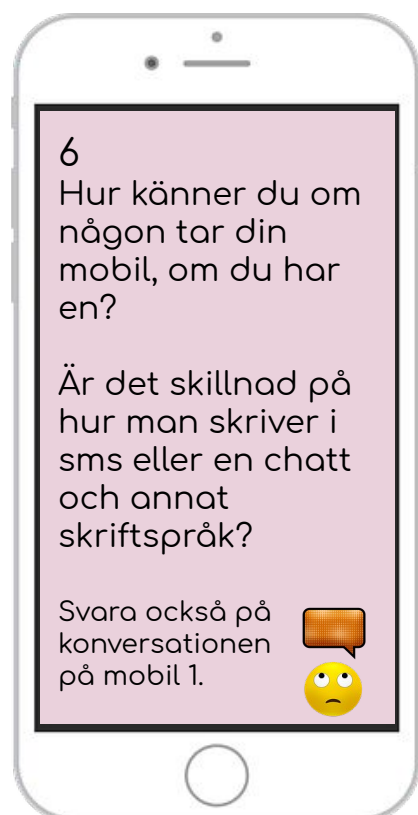 6
Hur känner du om
någon tar din
mobil, om du har
en?
Är det skillnad på
hur man skriver i
sms eller en chatt
och annat
skriftspråk?
Svara också på
konversationen
på mobil 1.